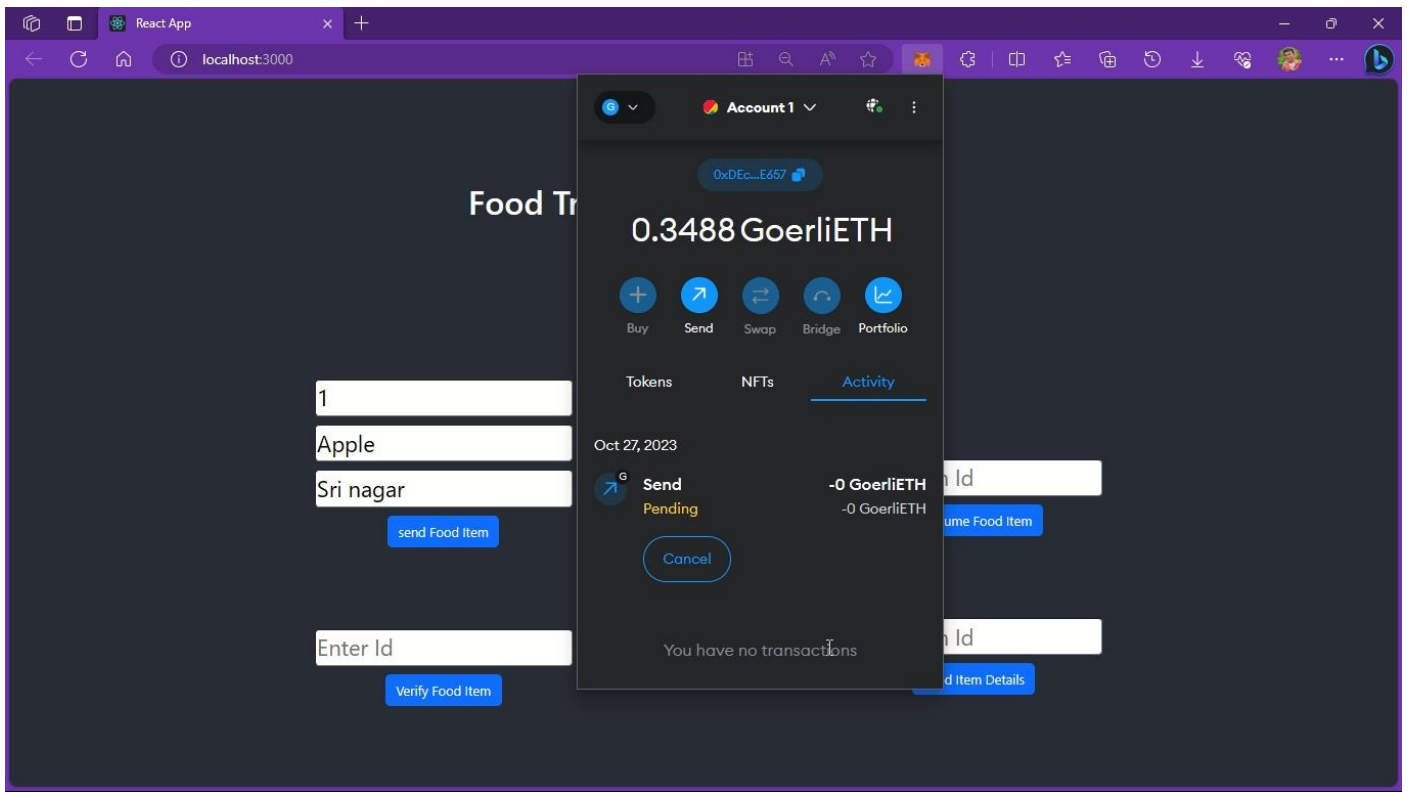 React App
localhost:3000
G
Account 1
0xDEc...E657
Food Tr
0.3488 GoerliETH
Buy Send Swap Bridge Portfolio
Tokens NFTs Activity
1
Apple
Sri nagar
send Food Item
Oct 27, 2023
G
Send -0 GoerliETH
Pending -0 GoerliETH
Cancel
You have no transactions
Id
ume Food Item
Enter Id
Verify Food Item
Id
d Item Details